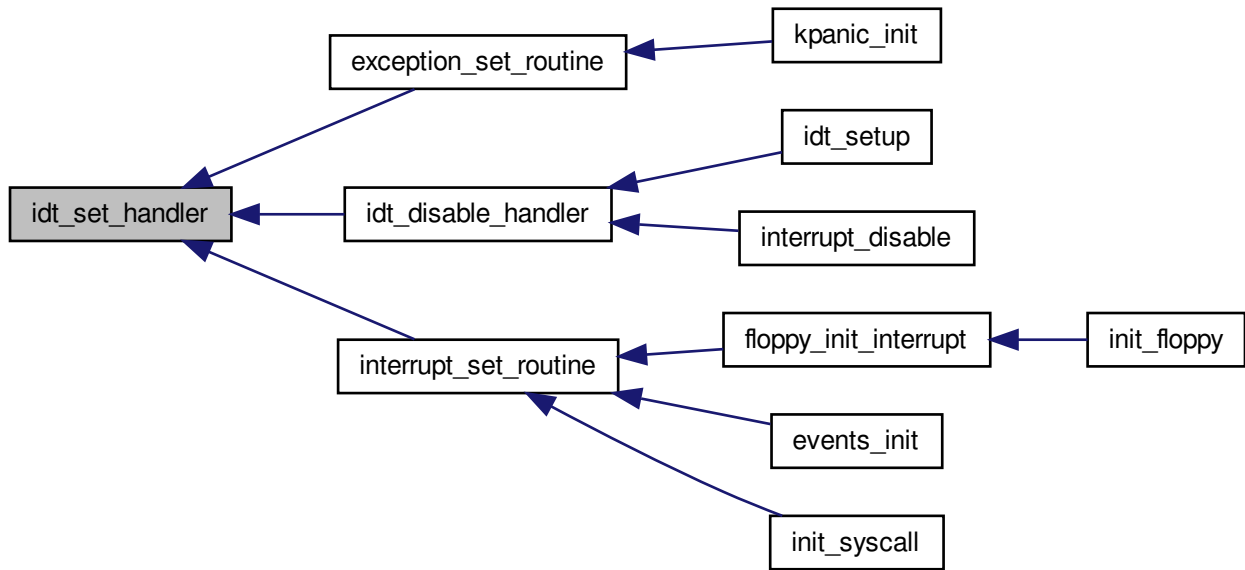 kpanic_init
exception_set_routine
idt_setup
idt_set_handler
idt_disable_handler
interrupt_disable
floppy_init_interrupt
init_floppy
interrupt_set_routine
events_init
init_syscall